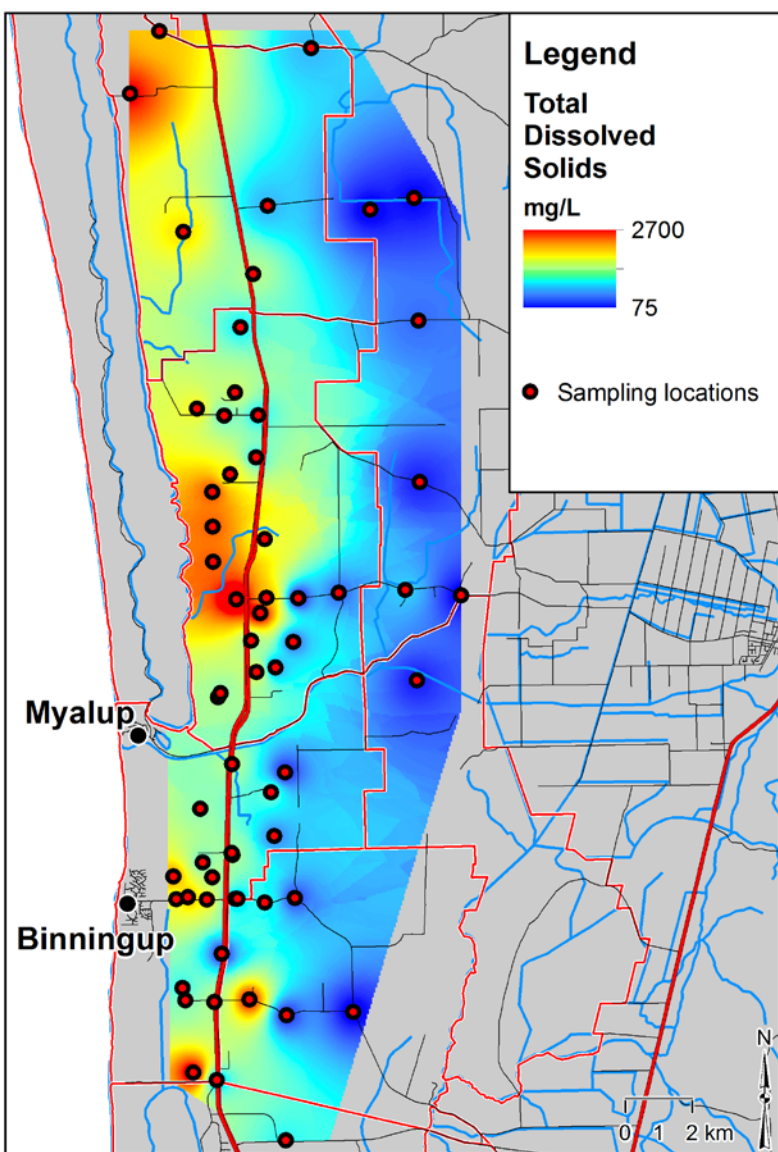 Legend
Total
Dissolved
Solids
mg/L
2700
75
Sampling locations
Myalup
Binningup
N
0 1 2 km